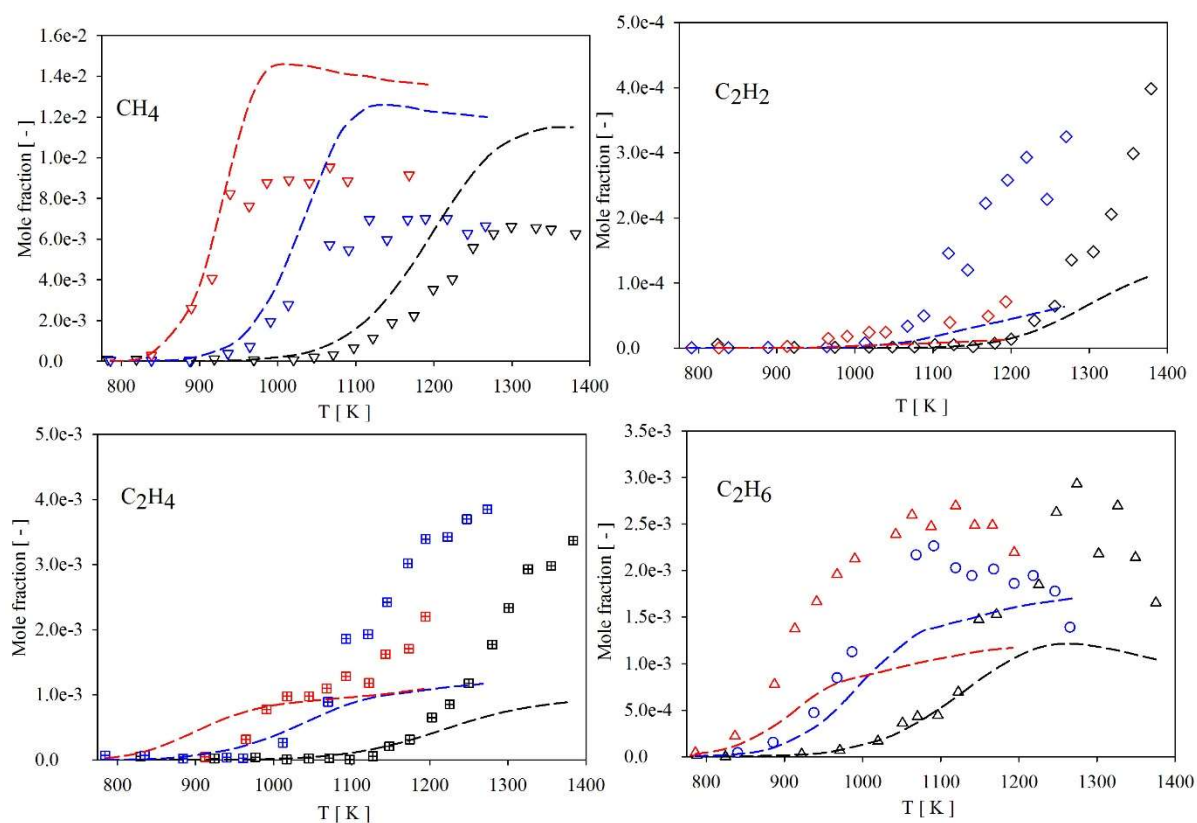 1.6e-2
1.4e-2
1.2e-2
1.0e-2
8.0e-3
6.0e-3
4.0e-3
2.0e-3
0.0
Mole fraction [ - ]
CH4
800 900 1000 1100 1200 1300 1400
T [ K ]
5.0e-4
4.0e-4
3.0e-4
2.0e-4
1.0e-4
0.0
Mole fraction [ - ]
C2H2
800 900 1000 1100 1200 1300 1400
T [ K ]
5.0e-3
4.0e-3
3.0e-3
2.0e-3
1.0e-3
0.0
Mole fraction [ - ]
C2H4
800 900 1000 1100 1200 1300 1400
T [ K ]
3.5e-3
3.0e-3
2.5e-3
2.0e-3
1.5e-3
1.0e-3
5.0e-4
0.0
Mole fraction [ - ]
C2H6
800 900 1000 1100 1200 1300 1400
T [ K ]